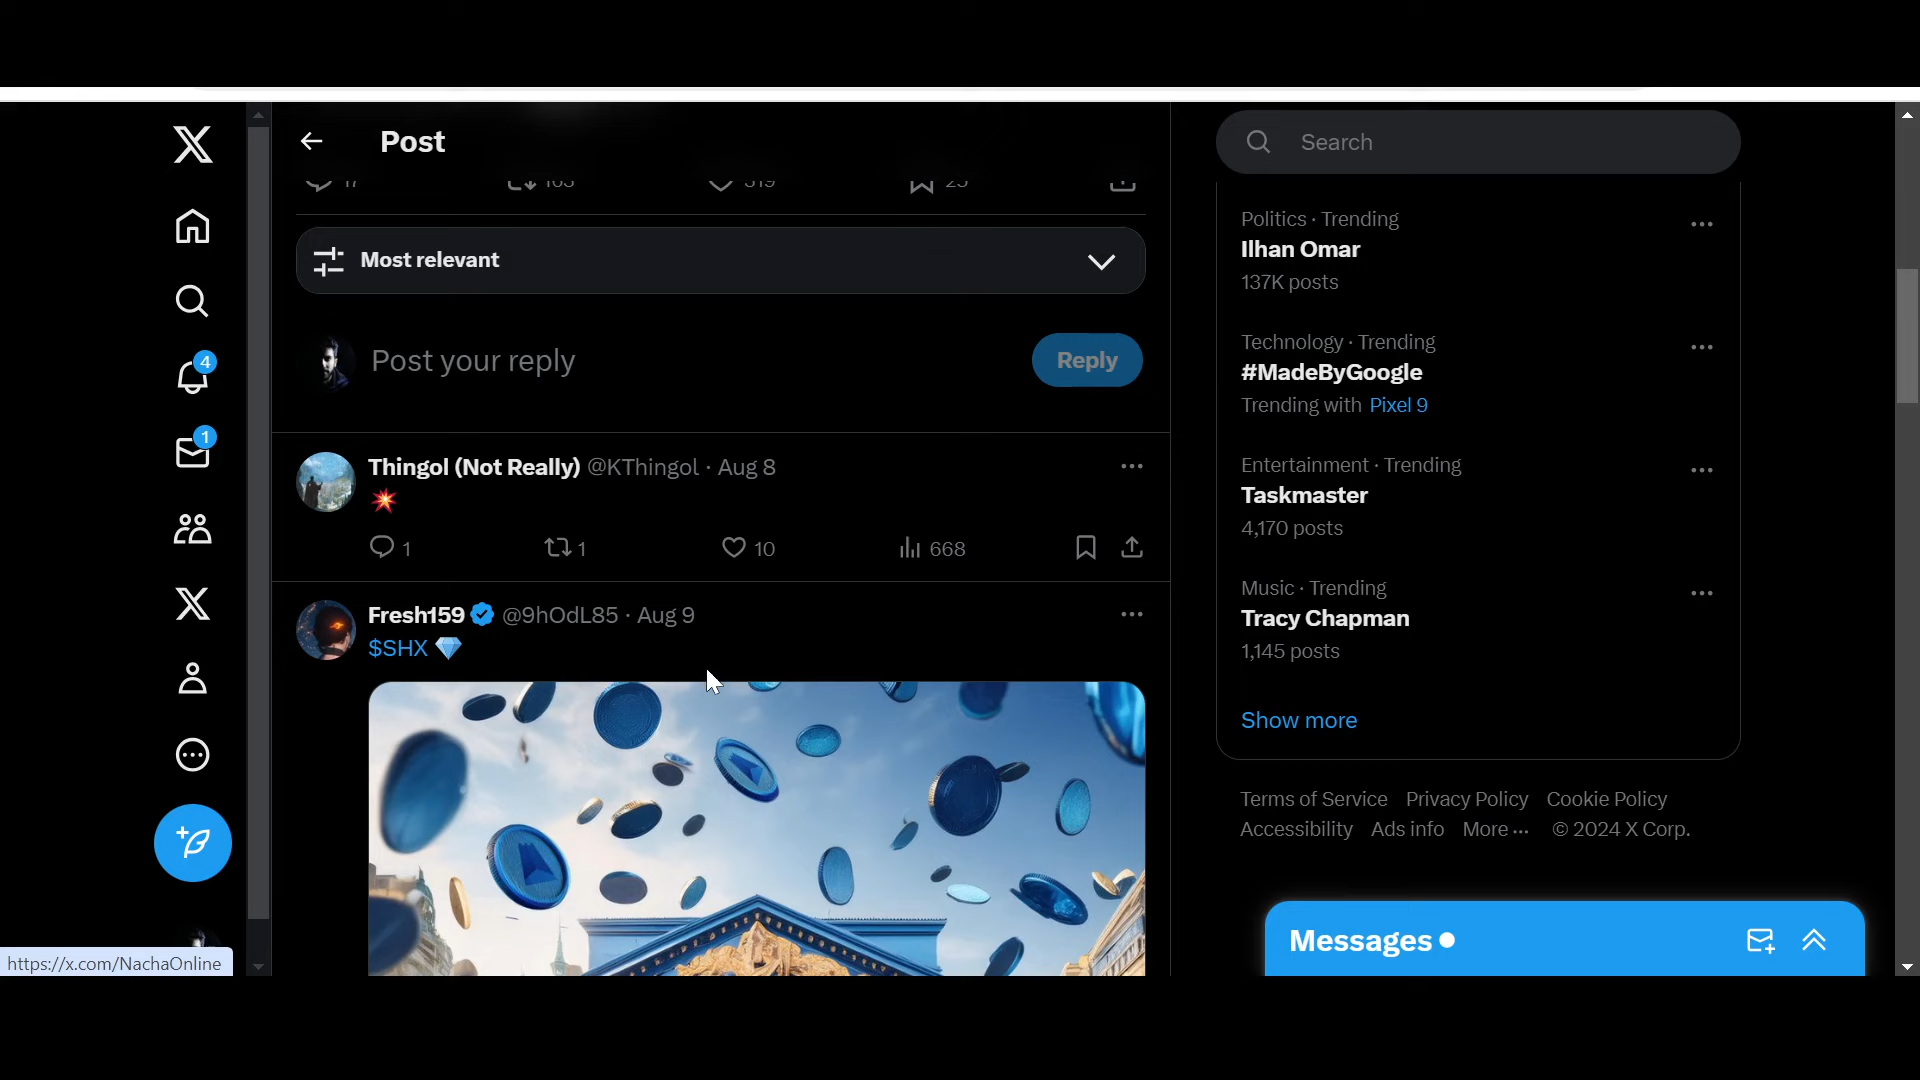 Post
Most relevant
Post your reply
Reply
Thingol (Not Really) @KThingol · Aug 8
💥
1 1 10 668
Fresh159 @9hOdL85 · Aug 9
$SHX 💎
4
1
https://x.com/NachaOnline
Search
Politics · Trending
Ilhan Omar
137K posts
Technology · Trending
#MadeByGoogle
Trending with Pixel 9
Entertainment · Trending
Taskmaster
4,170 posts
Music · Trending
Tracy Chapman
1,145 posts
Show more
Terms of Service Privacy Policy Cookie Policy
Accessibility Ads info More ··· © 2024 X Corp.
Messages